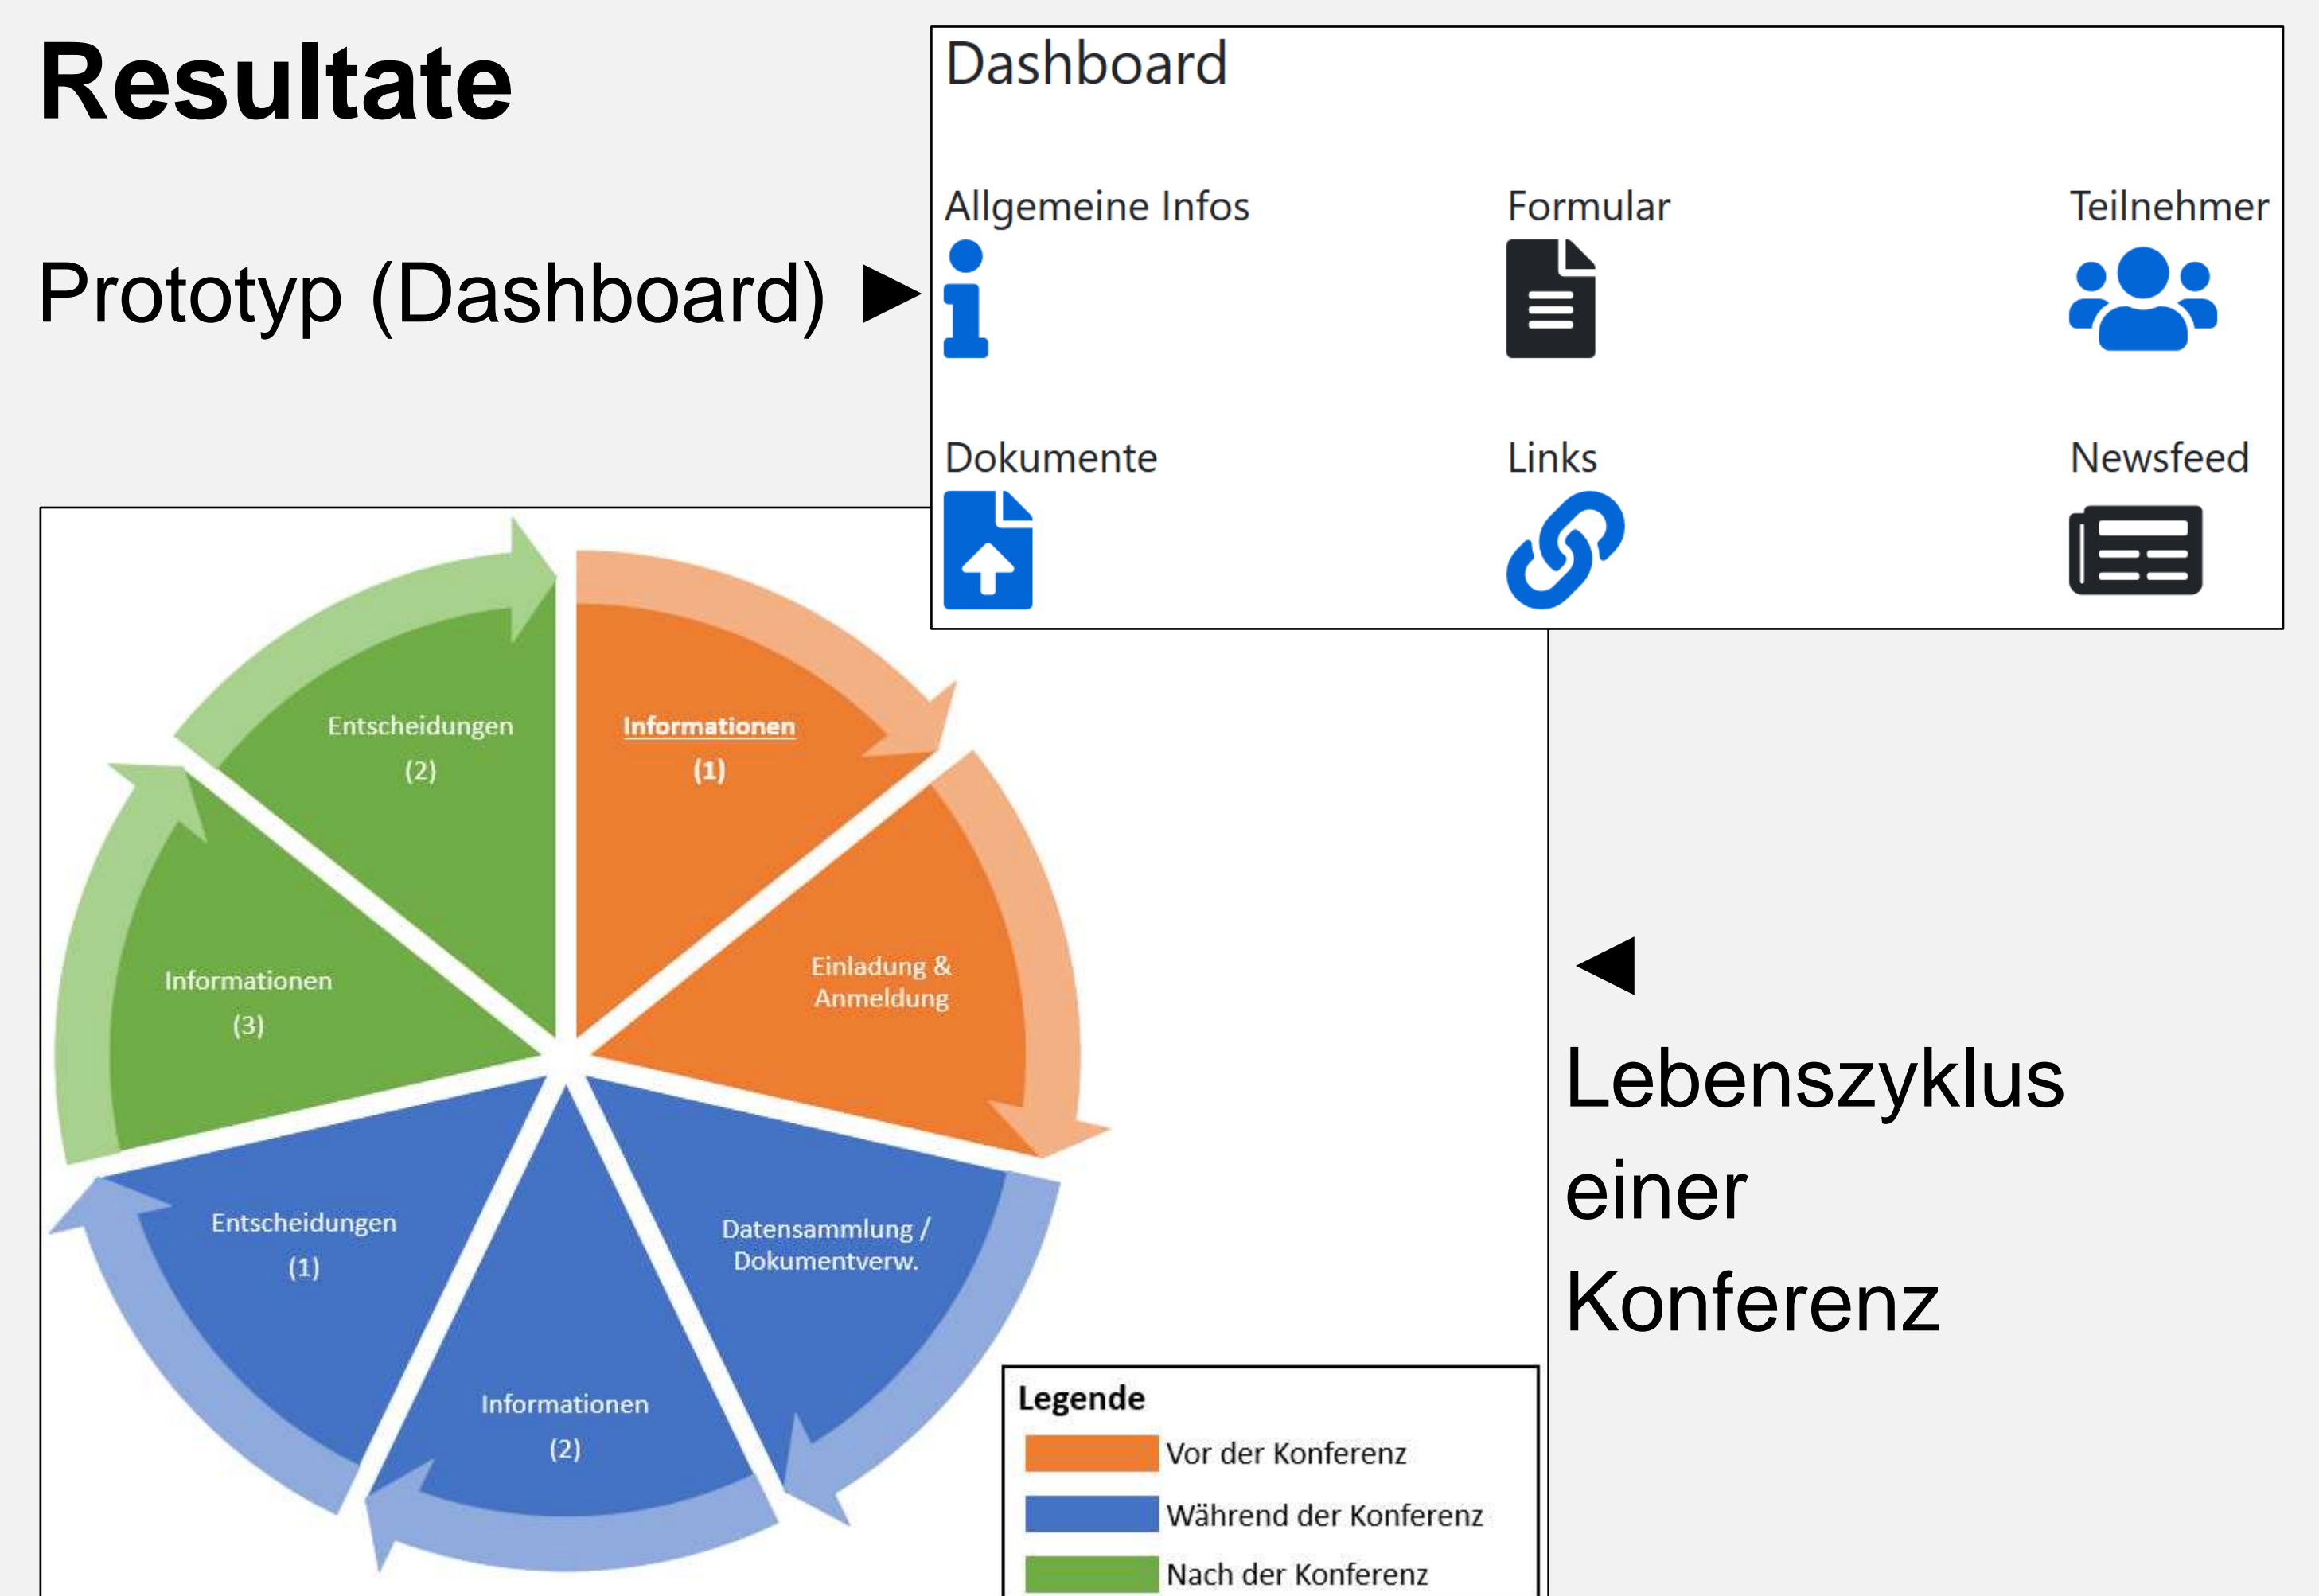 Resultate
Prototyp (Dashboard) ►
Dashboard
Allgemeine Infos
Formular
Teilnehmer
Dokumente
Links
Newsfeed
Informationen
(1)
Einladung &
Anmeldung
Datensammlung /
Dokumentverw.
Informationen
(2)
Entscheidungen
(1)
Informationen
(3)
Entscheidungen
(2)
◄
Lebenszyklus
einer
Konferenz
Legende
Vor der Konferenz
Während der Konferenz
Nach der Konferenz